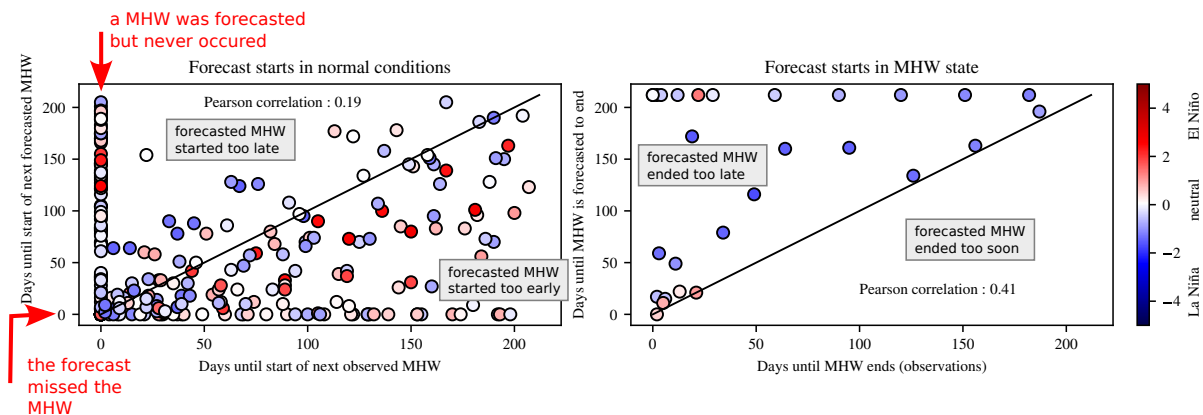 a MHW was forecasted
but never occured
Forecast starts in normal conditions
Pearson correlation : 0.19
forecasted MHW
started too late
forecasted MHW
started too early
Days until start of next forecasted MHW
200
150
100
50
0
0
50
100
150
200
Days until start of next observed MHW
the forecast
missed the
MHW
Forecast starts in MHW state
forecasted MHW
ended too late
forecasted MHW
ended too soon
Pearson correlation : 0.41
Days until MHW is forecasted to end
200
150
100
50
0
0
50
100
150
200
Days until MHW ends (observations)
4
2
0
−2
−4
El Niño
neutral
La Niña